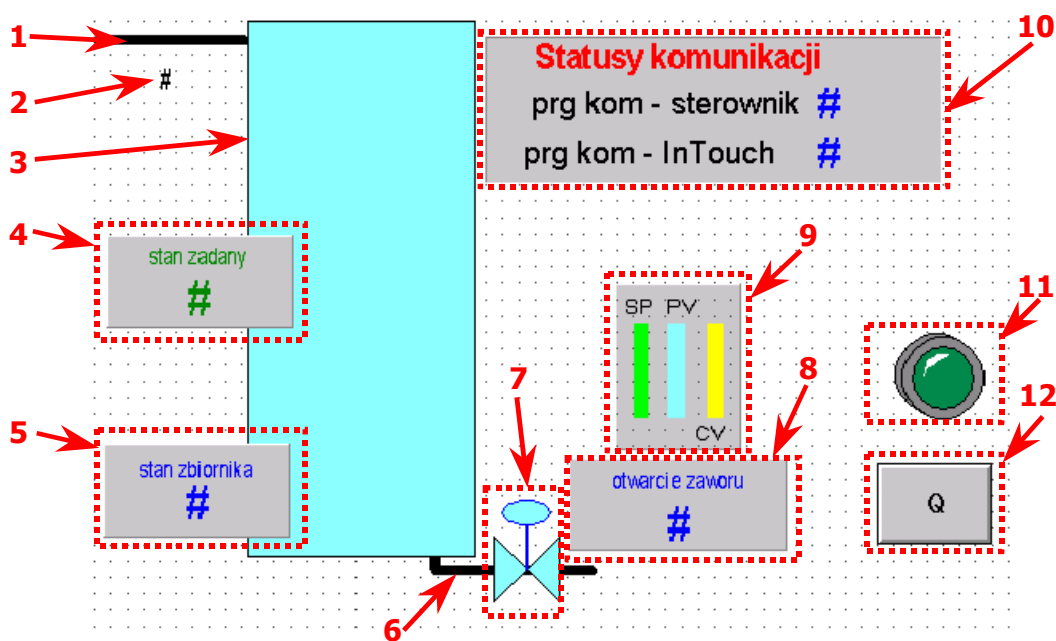 1
2
#
3
4
stan zadany
#
5
stan zbiornika
#
6
7
8
otwarcie zaworu
#
9
SP PV
CV
10
Statusy komunikacji
prg kom - sterownik #
prg kom - InTouch #
11
12
Q